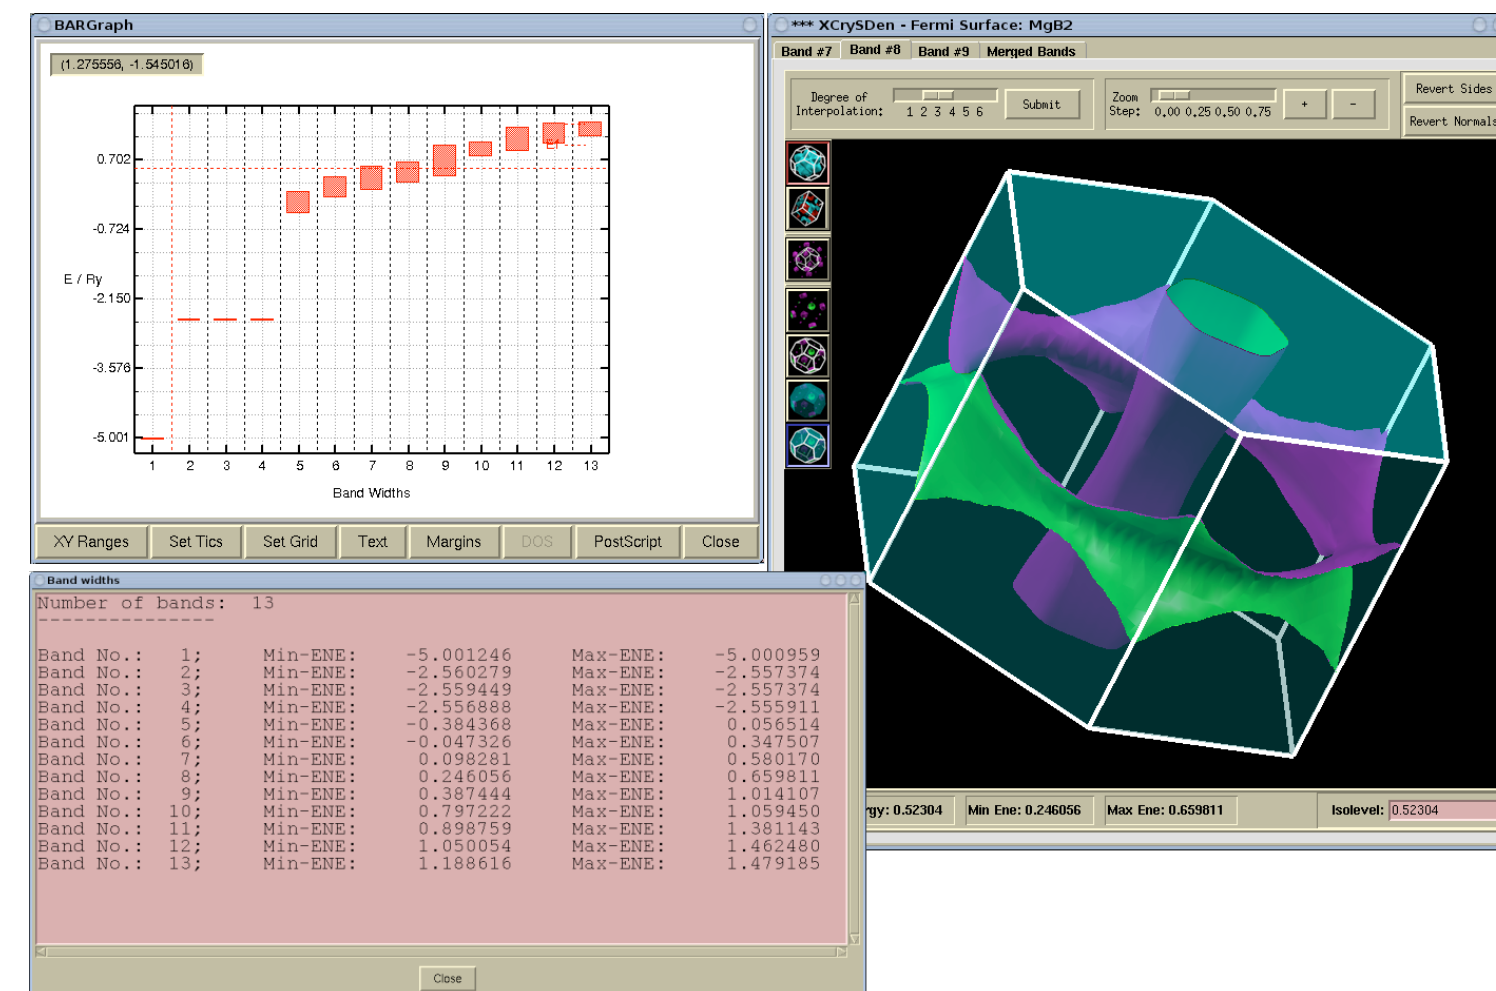 BARGraph
(1.275556, -1.545016)
0.702
-0.724
E / Ry
-2.150
-3.576
-5.001
Ef
1 2 3 4 5 6 7 8 9 10 11 12 13
Band Widths
XY Ranges Set Tics Set Grid Text Margins DOS PostScript Close
*** XCrySDen - Fermi Surface: MgB2
Band #7 Band #8 Band #9 Merged Bands
Degree of
Interpolation: 1 2 3 4 5 6 Submit
Zoom
Step: 0.00 0.25 0.50 0.75 + -
Revert Sides
Revert Normals
rgy: 0.52304 Min Ene: 0.246056 Max Ene: 0.659811 Isolevel: 0.52304
Band widths
Number of bands: 13
---------------
Band No.: 1; Min-ENE: -5.001246 Max-ENE: -5.000959
Band No.: 2; Min-ENE: -2.560279 Max-ENE: -2.557374
Band No.: 3; Min-ENE: -2.559449 Max-ENE: -2.557374
Band No.: 4; Min-ENE: -2.556888 Max-ENE: -2.555911
Band No.: 5; Min-ENE: -0.384368 Max-ENE: 0.056514
Band No.: 6; Min-ENE: -0.047326 Max-ENE: 0.347507
Band No.: 7; Min-ENE: 0.098281 Max-ENE: 0.580170
Band No.: 8; Min-ENE: 0.246056 Max-ENE: 0.659811
Band No.: 9; Min-ENE: 0.387444 Max-ENE: 1.014107
Band No.: 10; Min-ENE: 0.797222 Max-ENE: 1.059450
Band No.: 11; Min-ENE: 0.898759 Max-ENE: 1.381143
Band No.: 12; Min-ENE: 1.050054 Max-ENE: 1.462480
Band No.: 13; Min-ENE: 1.188616 Max-ENE: 1.479185
Close